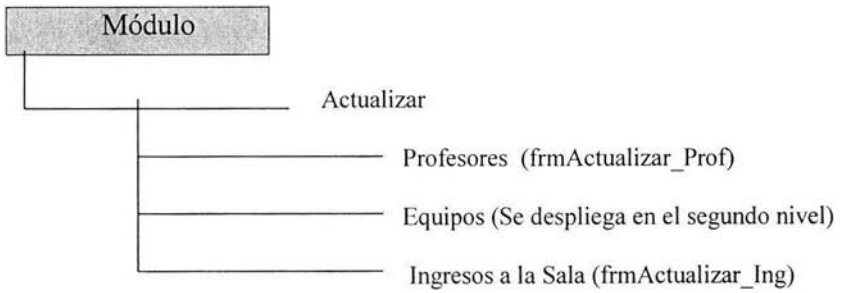 Módulo
Actualizar
Profesores (frmActualizar_Prof)
Equipos (Se despliega en el segundo nivel)
Ingresos a la Sala (frmActualizar_Ing)